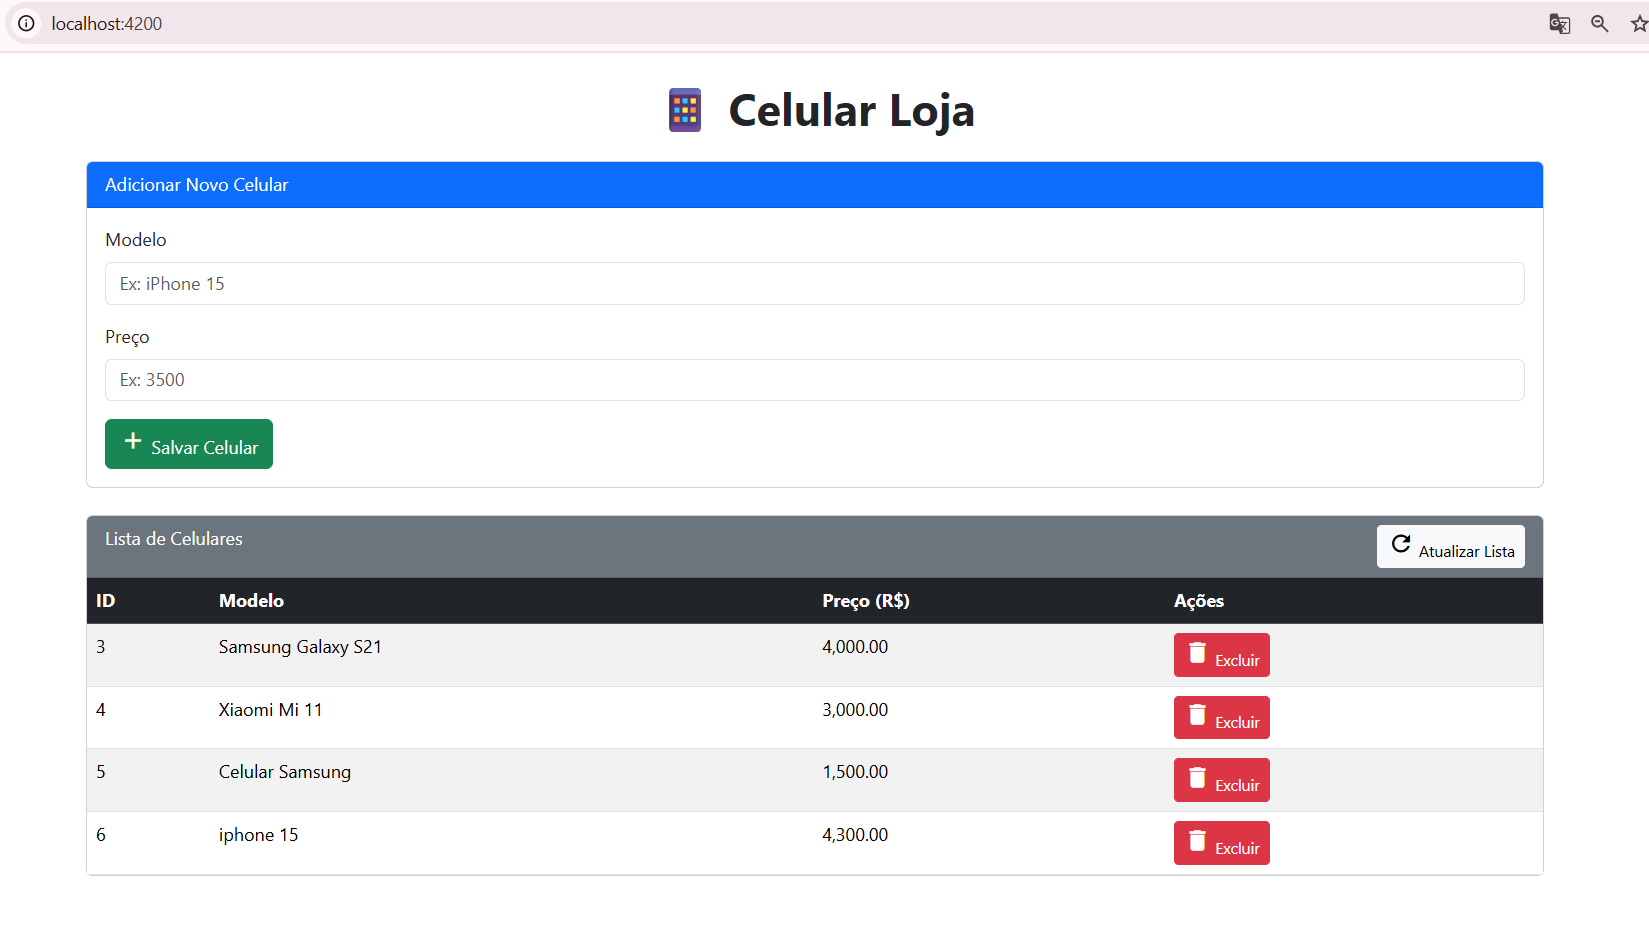 localhost:4200
Celular Loja
Adicionar Novo Celular
Modelo
Ex: iPhone 15
Preço
Ex: 3500
+ Salvar Celular
Lista de Celulares
Atualizar Lista
ID Modelo Preço (R$) Ações
3 Samsung Galaxy S21 4,000.00 Excluir
4 Xiaomi Mi 11 3,000.00 Excluir
5 Celular Samsung 1,500.00 Excluir
6 iphone 15 4,300.00 Excluir